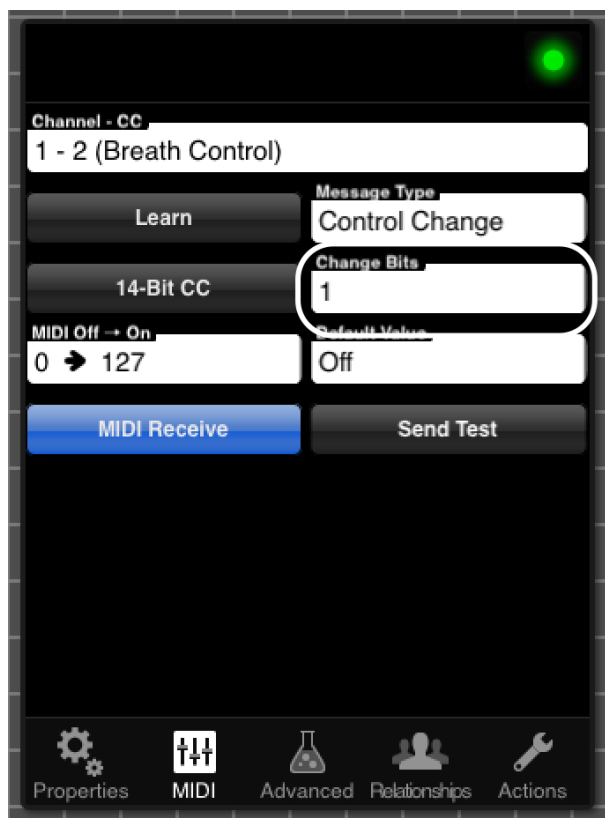 Channel - CC
1 - 2 (Breath Control)
Learn
Message Type
Control Change
14-Bit CC
Change Bits
1
MIDI Off → On
0 ➔ 127
Default Value
Off
MIDI Receive
Send Test
Properties
MIDI
Advanced
Relationships
Actions